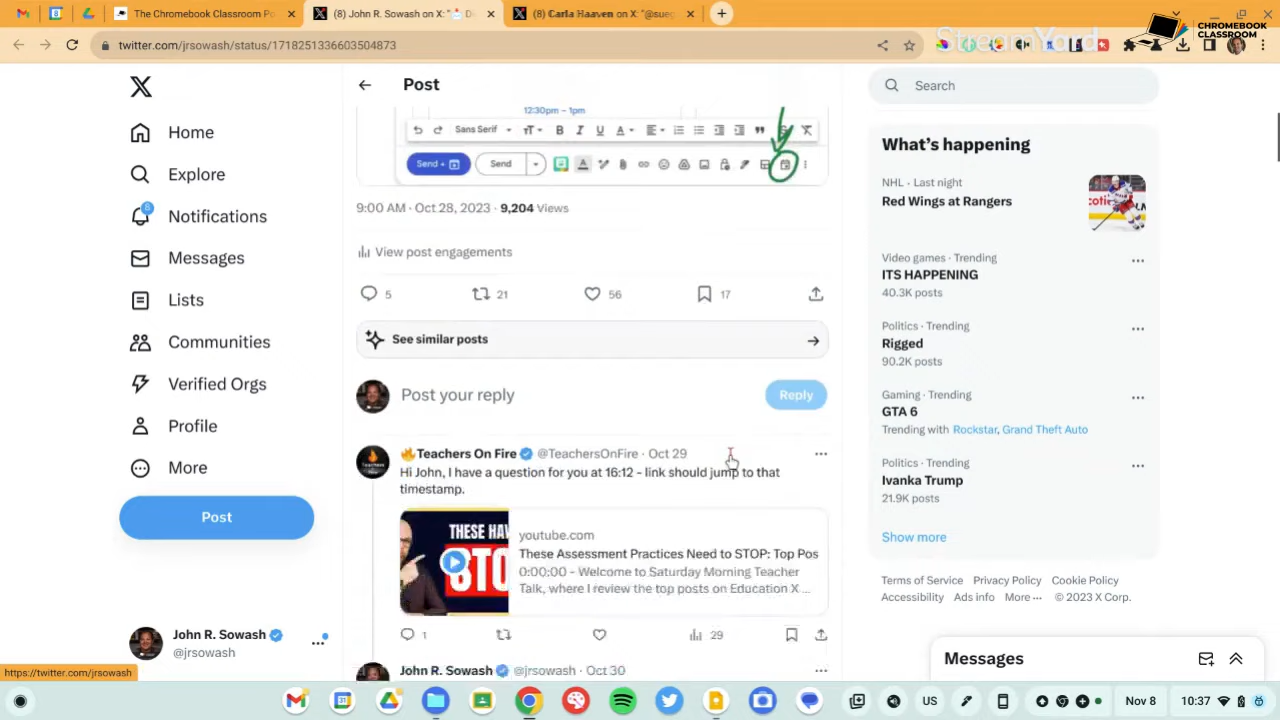 The Chromebook Classroom Po
(8) John R. Sowash on X: "
(8) Carla Haaven on X: "@sueg
twitter.com/jrsowash/status/1718251336603504873
StreamYard
CHROMEBOOK
CLASSROOM
Home
Explore
8
Notifications
Messages
Lists
Communities
Verified Orgs
Profile
More
Post
John R. Sowash
@jrsowash
https://twitter.com/jrsowash
Post
12:30pm – 1pm
Sans Serif
B I U A
Send +
Send
9:00 AM · Oct 28, 2023 · 9,204 Views
View post engagements
5
21
56
17
See similar posts
Post your reply
Reply
Teachers On Fire @TeachersOnFire · Oct 29
Hi John, I have a question for you at 16:12 - link should jump to that
timestamp.
THESE HAV
STO
youtube.com
These Assessment Practices Need to STOP: Top Pos
0:00:00 - Welcome to Saturday Morning Teacher
Talk, where I review the top posts on Education X ...
1
29
John R. Sowash @jrsowash · Oct 30
Search
What's happening
NHL · Last night
Red Wings at Rangers
Video games · Trending
ITS HAPPENING
40.3K posts
Politics · Trending
Rigged
90.2K posts
Gaming · Trending
GTA 6
Trending with Rockstar, Grand Theft Auto
Politics · Trending
Ivanka Trump
21.9K posts
Show more
Terms of Service Privacy Policy Cookie Policy
Accessibility Ads info More ··· © 2023 X Corp.
Messages
US
Nov 8
10:37